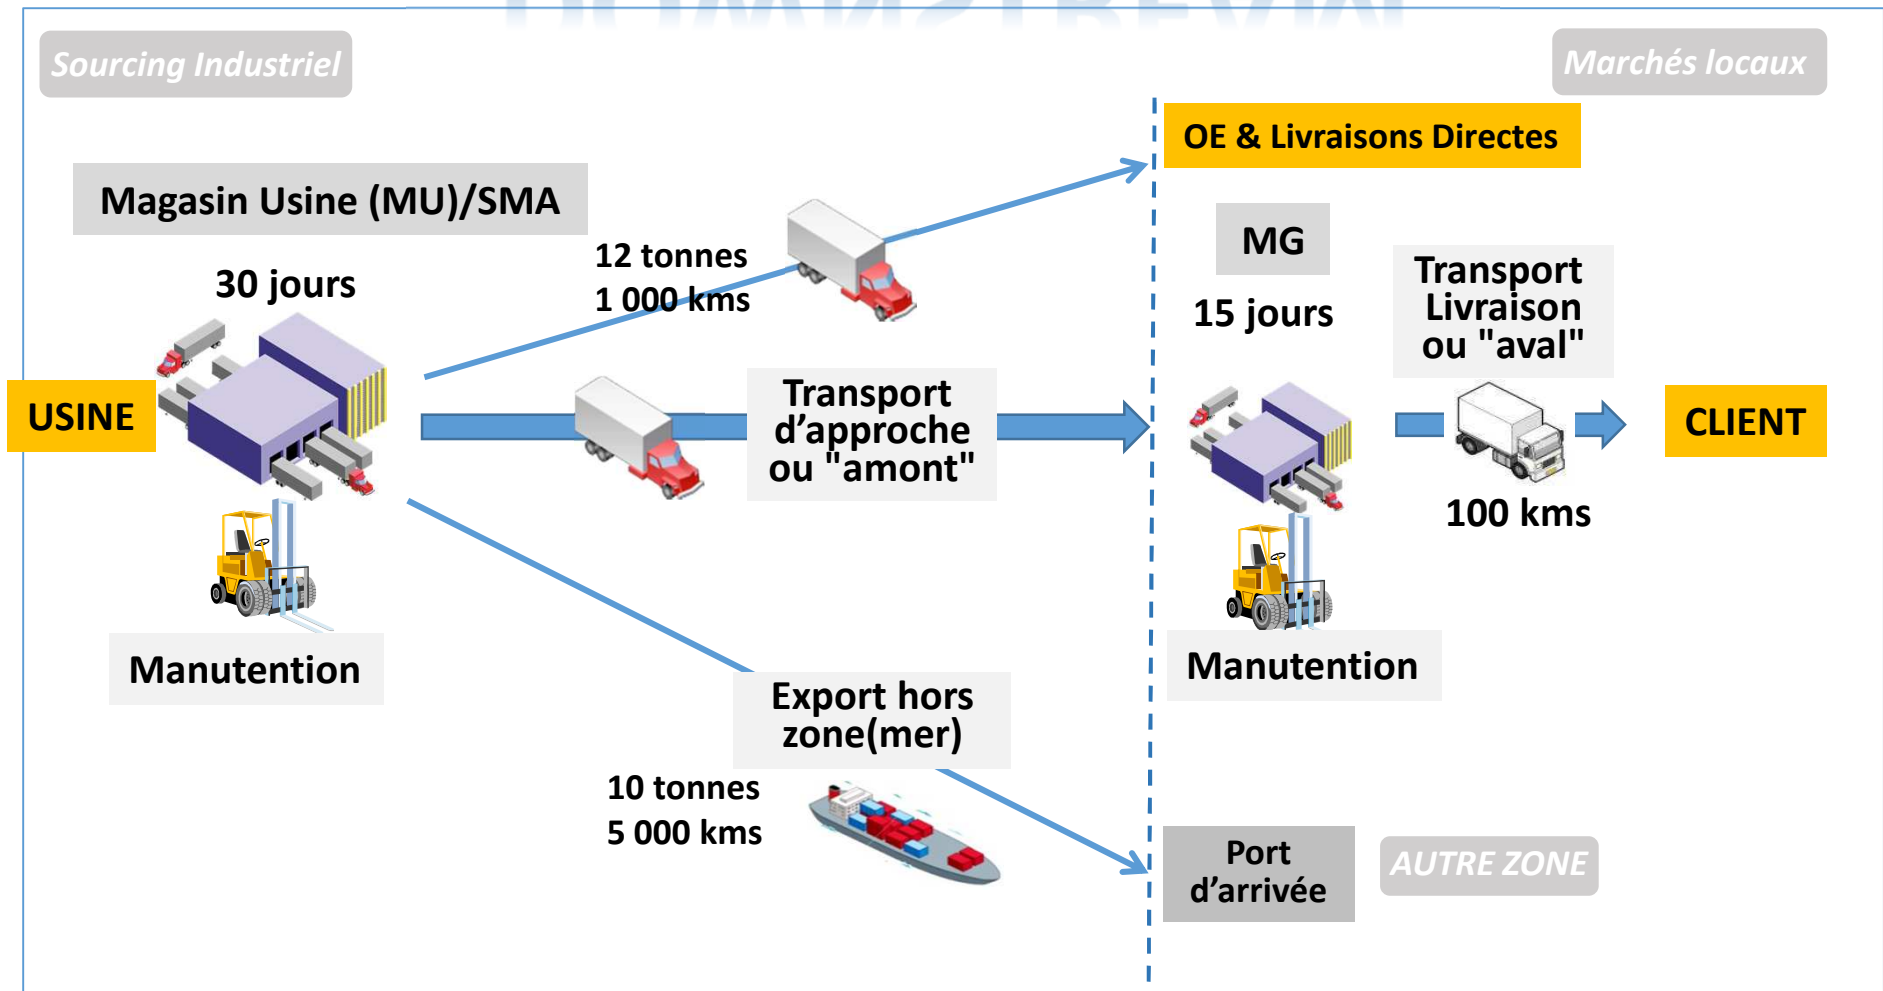 Sourcing Industriel
Marchés locaux
OE & Livraisons Directes
Magasin Usine (MU)/SMA
30 jours
12 tonnes
1 000 kms
MG
15 jours
Transport
Livraison
ou "aval"
USINE
Transport
d’approche
ou "amont"
CLIENT
100 kms
Manutention
Manutention
Export hors
zone(mer)
10 tonnes
5 000 kms
Port
d’arrivée
AUTRE ZONE